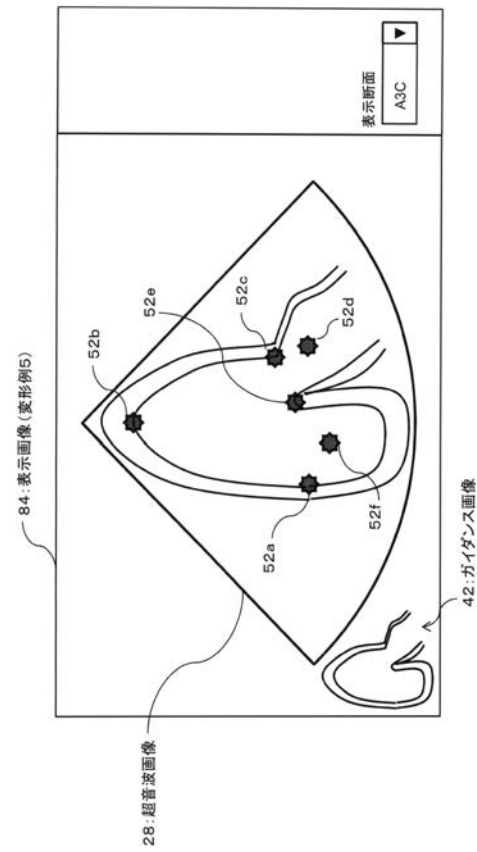 84:表示画像(変形例5)
28:超音波画像
52b
52e
52c
52d
52a
52f
表示断面
A3C ▼
42:ガイダンス画像